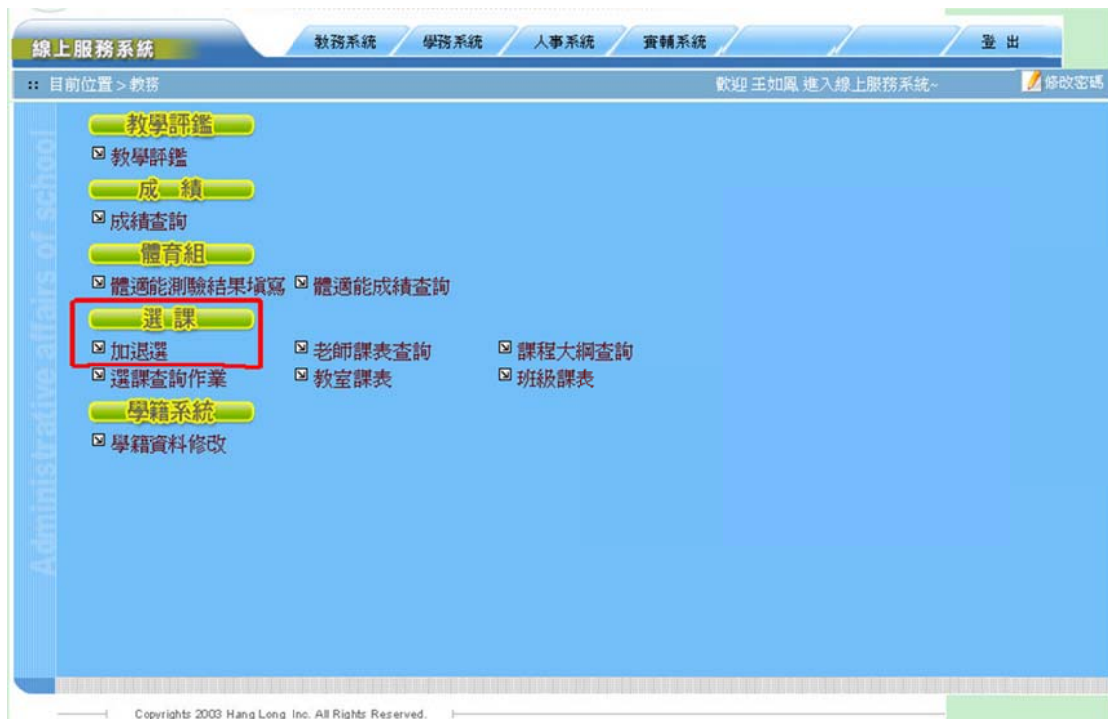 線上服務系統 教務系統 學務系統 人事系統 實輔系統 登 出
:: 目前位置 > 教務 歡迎 王如鳳 進入線上服務系統~ 修改密碼
教學評鑑
教學評鑑
成 績
成績查詢
體育組
體適能測驗結果填寫 體適能成績查詢
選 課
加退選 老師課表查詢 課程大綱查詢
選課查詢作業 教室課表 班級課表
學籍系統
學籍資料修改
Administrative affairs of school
Copyrights 2003 Hang Long Inc. All Rights Reserved.